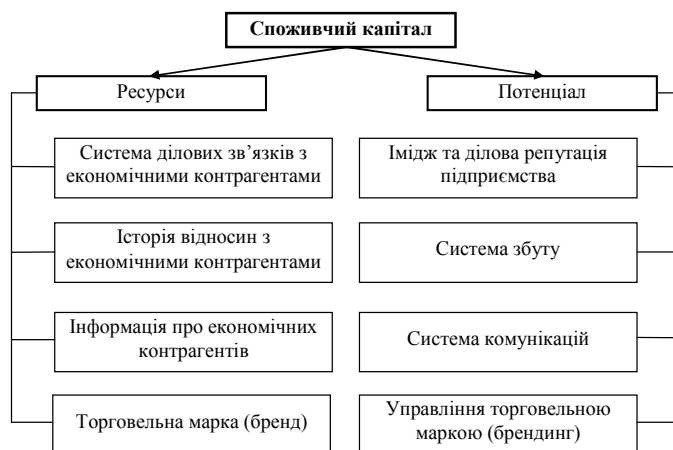 Споживчий капітал
Ресурси
Потенціал
Система ділових зв’язків з
економічними контрагентами
Імідж та ділова репутація
підприємства
Історія відносин з
економічними контрагентами
Система збуту
Інформація про економічних
контрагентів
Система комунікацій
Торговельна марка (бренд)
Управління торговельною
маркою (брендинг)